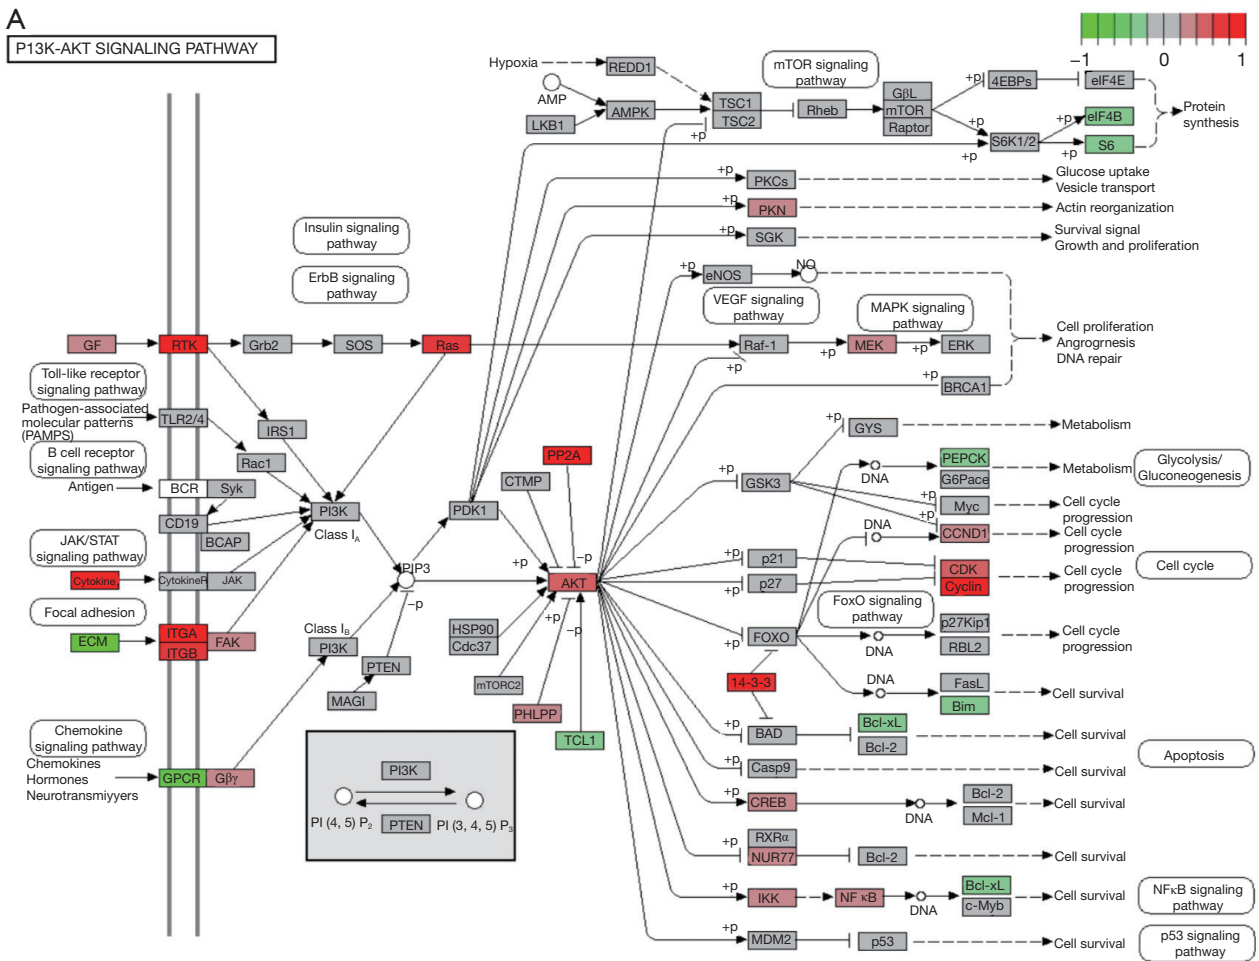 A
P13K-AKT SIGNALING PATHWAY
−1 0 1
Hypoxia
REDD1
mTOR signaling
pathway
AMP
LKB1
AMPK
TSC1
TSC2
+p
Rheb
GβL
mTOR
Raptor
+p
4EBPs
eIF4E
+p
S6K1/2
+p
+p
eIF4B
+p
S6
Protein
synthesis
+p
PKCs
Glucose uptake
Vesicle transport
+p
PKN
Actin reorganization
+p
SGK
Survival signal
Growth and proliferation
Insulin signaling
pathway
ErbB signaling
pathway
+p
eNOS
NO
VEGF signaling
pathway
MAPK signaling
pathway
GF
RTK
Grb2
SOS
Ras
Raf-1
+p
+p
MEK
+p
ERK
+p
BRCA1
Cell proliferation
Angrogrnesis
DNA repair
Toll-like receptor
signaling pathway
Pathogen-associated
molecular patterns
(PAMPS)
TLR2/4
IRS1
Rac1
B cell receptor
signaling pathway
Antigen
BCR
Syk
CD19
BCAP
PI3K
Class IA
PDK1
CTMP
PP2A
+p
GYS
Metabolism
+p
GSK3
DNA
PEPCK
G6Pace
Metabolism
Glycolysis/
Gluconeogenesis
+p
Myc
Cell cycle
progression
DNA
+p
CCND1
Cell cycle
progression
JAK/STAT
signaling pathway
Cytokine
CytokineR
JAK
PIP3
−p
+p
−p
AKT
+p
−p
+p
p21
+p
p27
CDK
Cyclin
Cell cycle
progression
Cell cycle
Focal adhesion
ECM
ITGA
ITGB
FAK
Class IB
PI3K
PTEN
MAGI
HSP90
Cdc37
mTORC2
PHLPP
TCL1
FoxO signaling
pathway
+p
FOXO
DNA
p27Kip1
RBL2
Cell cycle
progression
14-3-3
DNA
FasL
Bim
Cell survival
Chemokine
signaling pathway
Chemokines
Hormones
Neurotransmiyyers
GPCR
Gβγ
+p
BAD
Bcl-xL
Bcl-2
Cell survival
Apoptosis
+p
Casp9
Cell survival
PI3K
PI (4, 5) P2
PTEN
PI (3, 4, 5) P3
+p
CREB
DNA
Bcl-2
Mcl-1
Cell survival
+p
RXRα
NUR77
Bcl-2
Cell survival
+p
IKK
NF κB
DNA
Bcl-xL
c-Myb
Cell survival
NFκB signaling
pathway
+p
MDM2
p53
Cell survival
p53 signaling
pathway